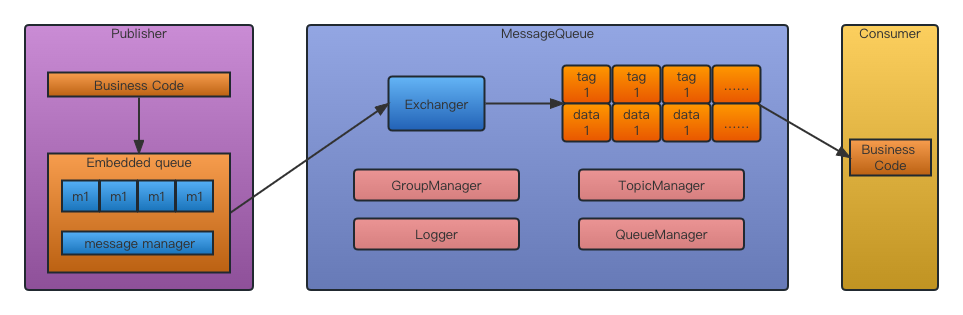 Publisher
Business Code
Embedded queue
m1 m1 m1 m1
message manager
MessageQueue
Exchanger
tag tag tag ......
1 1 1
data data data ......
1 1 1
GroupManager
TopicManager
Logger
QueueManager
Consumer
Business
Code